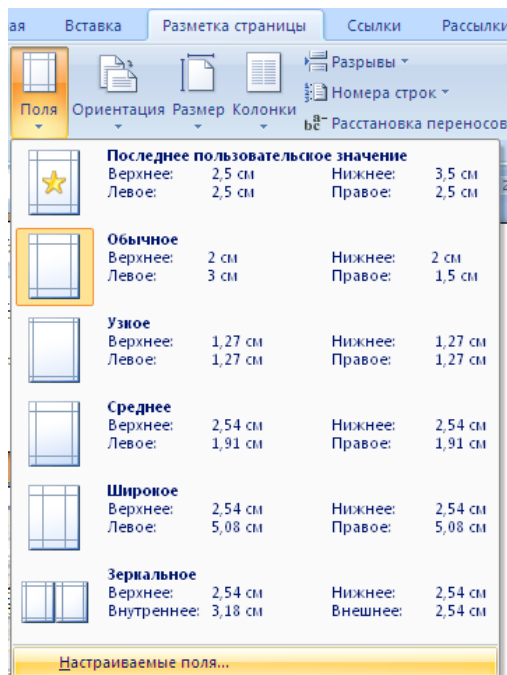 ая Вставка Разметка страницы Ссылки Рассылки
Поля Ориентация Размер Колонки
Разрывы
Номера строк
Расстановка переносов
Последнее пользовательское значение
Верхнее: 2,5 см Нижнее: 3,5 см
Левое: 2,5 см Правое: 2,5 см
Обычное
Верхнее: 2 см Нижнее: 2 см
Левое: 3 см Правое: 1,5 см
Узкое
Верхнее: 1,27 см Нижнее: 1,27 см
Левое: 1,27 см Правое: 1,27 см
Среднее
Верхнее: 2,54 см Нижнее: 2,54 см
Левое: 1,91 см Правое: 1,91 см
Широкое
Верхнее: 2,54 см Нижнее: 2,54 см
Левое: 5,08 см Правое: 5,08 см
Зеркальное
Верхнее: 2,54 см Нижнее: 2,54 см
Внутреннее: 3,18 см Внешнее: 2,54 см
Настраиваемые поля...